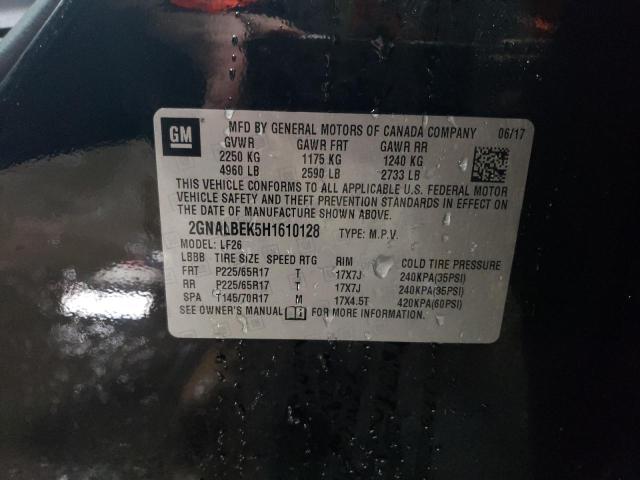 GM
MFD BY GENERAL MOTORS OF CANADA COMPANY 06/17
GVWR GAWR FRT GAWR RR
2250 KG 1175 KG 1240 KG
4960 LB 2590 LB 2733 LB
THIS VEHICLE CONFORMS TO ALL APPLICABLE U.S. FEDERAL MOTOR
VEHICLE SAFETY AND THEFT PREVENTION STANDARDS IN EFFECT ON
THE DATE OF MANUFACTURE SHOWN ABOVE.
2GNALBEK5H1610128 TYPE: M.P.V.
MODEL: LF26
LBBB TIRE SIZE SPEED RTG RIM COLD TIRE PRESSURE
FRT P225/65R17 T 17X7J 240KPA(35PSI)
RR P225/65R17 T 17X7J 240KPA(35PSI)
SPA T145/70R17 M 17X4.5T 420KPA(60PSI)
SEE OWNER'S MANUAL FOR MORE INFORMATION.